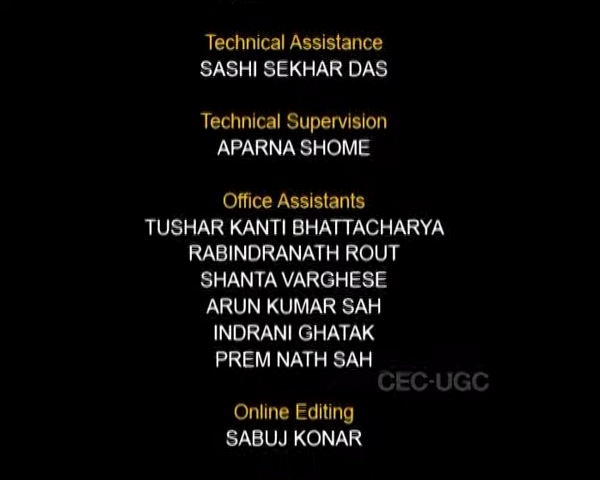 Technical Assistance
SASHI SEKHAR DAS
Technical Supervision
APARNA SHOME
Office Assistants
TUSHAR KANTI BHATTACHARYA
RABINDRANATH ROUT
SHANTA VARGHESE
ARUN KUMAR SAH
INDRANI GHATAK
PREM NATH SAH
CEC-UGC
Online Editing
SABUJ KONAR